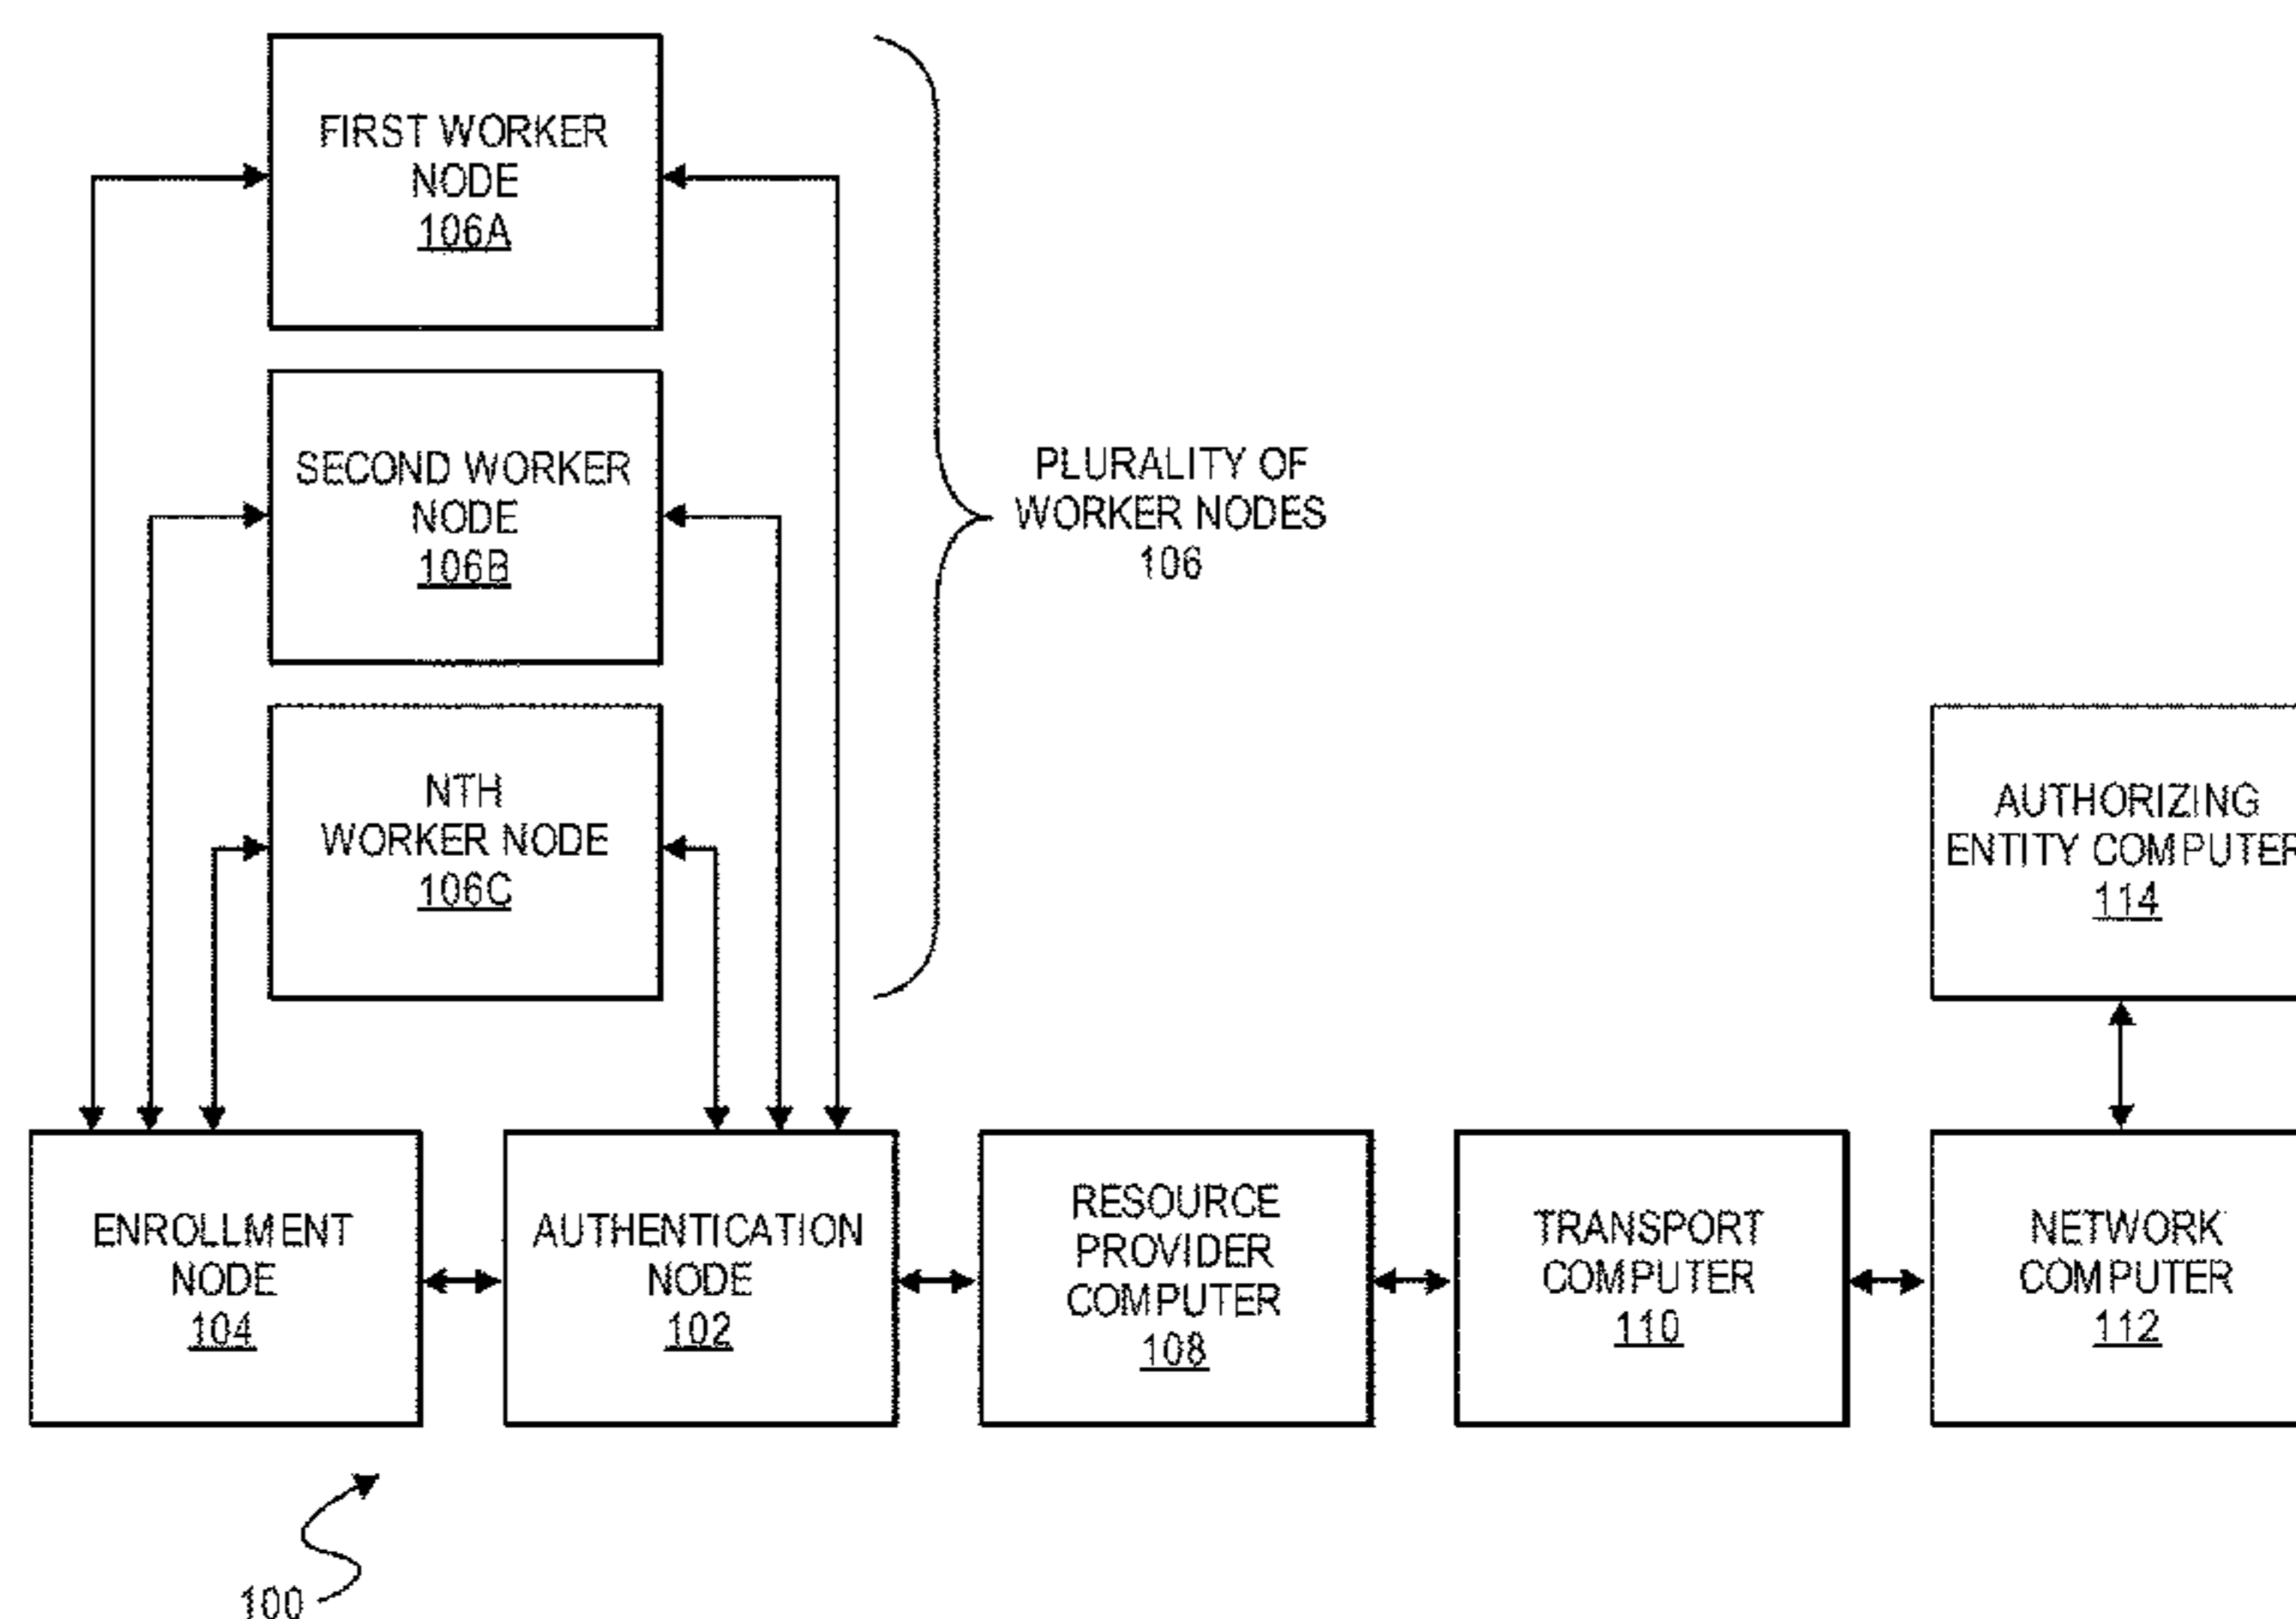 FIRST WORKER
NODE
106A
SECOND WORKER
NODE
106B
PLURALITY OF
WORKER NODES
106
NTH
WORKER NODE
106C
AUTHORIZING
ENTITY COMPUTER
114
ENROLLMENT
NODE
104
AUTHENTICATION
NODE
102
RESOURCE
PROVIDER
COMPUTER
108
TRANSPORT
COMPUTER
110
NETWORK
COMPUTER
112
100